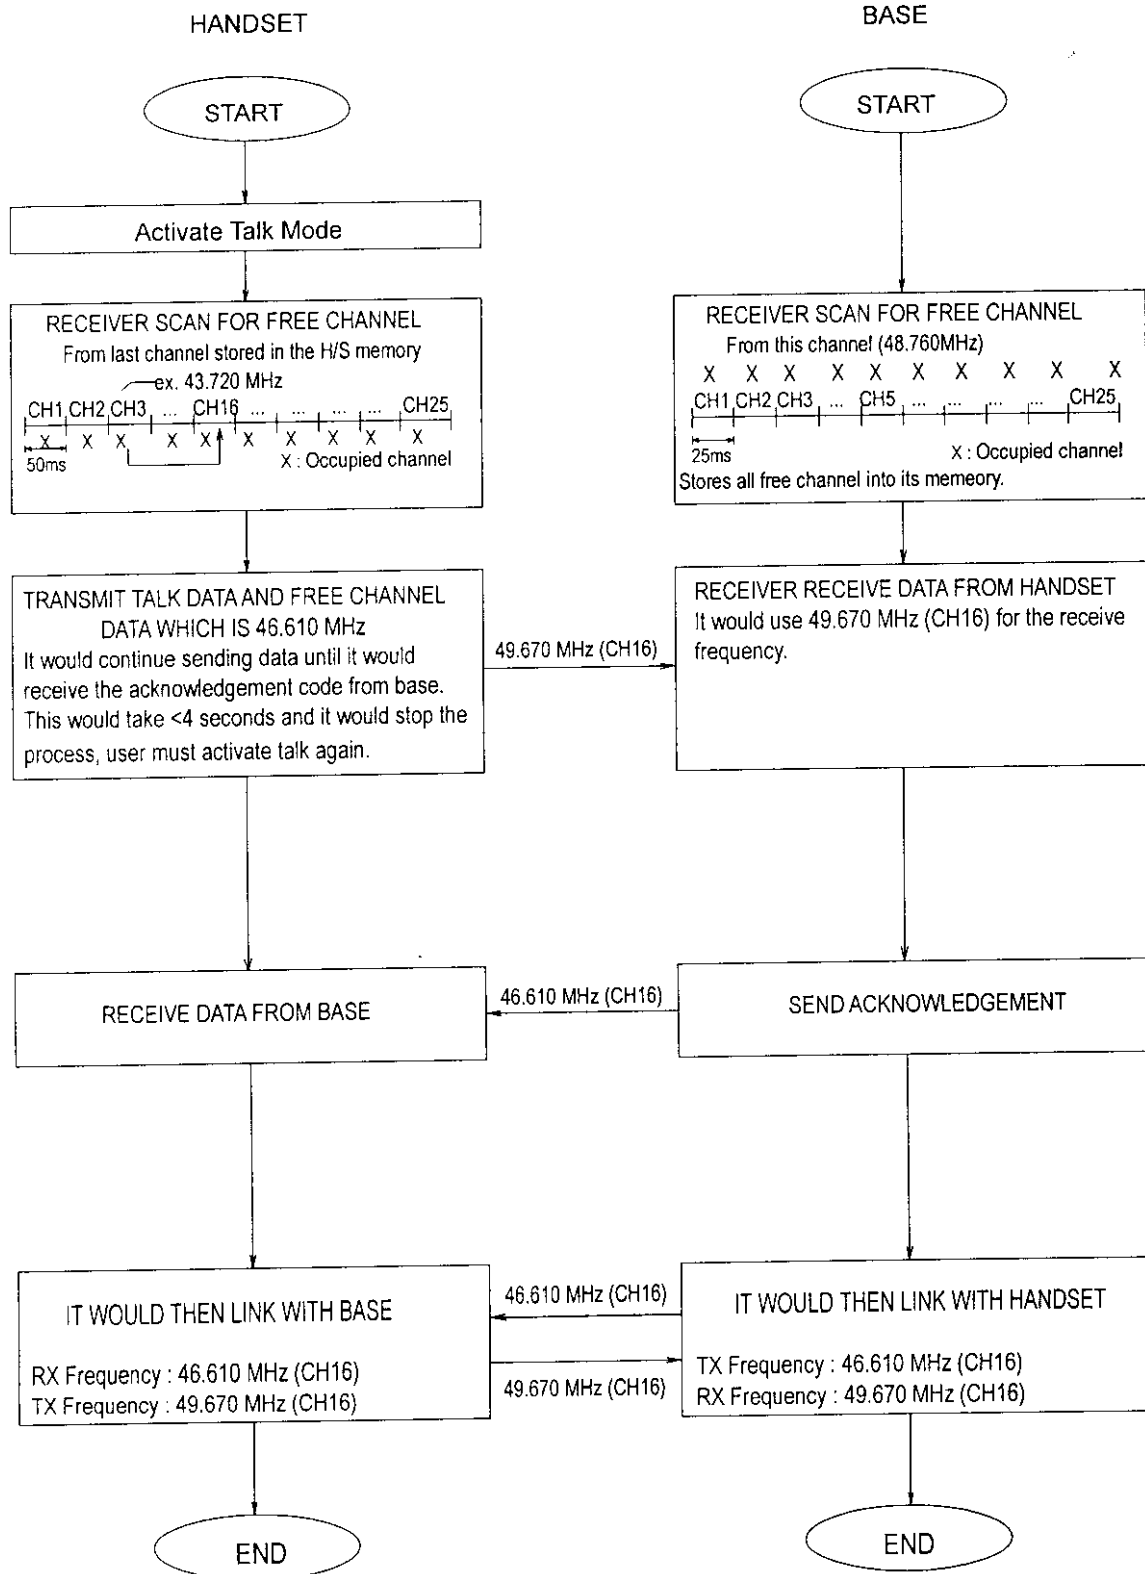 HANDSET
START
Activate Talk Mode
RECEIVER SCAN FOR FREE CHANNEL
From last channel stored in the H/S memory
ex. 43.720 MHz
CH1 CH2 CH3 ... CH16 ... ... ... ... CH25
X X X X X X X X X
50ms
X : Occupied channel
TRANSMIT TALK DATA AND FREE CHANNEL
DATA WHICH IS 46.610 MHz
It would continue sending data until it would
receive the acknowledgement code from base.
This would take <4 seconds and it would stop the
process, user must activate talk again.
49.670 MHz (CH16)
RECEIVE DATA FROM BASE
46.610 MHz (CH16)
IT WOULD THEN LINK WITH BASE
RX Frequency : 46.610 MHz (CH16)
TX Frequency : 49.670 MHz (CH16)
46.610 MHz (CH16)
49.670 MHz (CH16)
END
BASE
START
RECEIVER SCAN FOR FREE CHANNEL
From this channel (48.760MHz)
X X X X X X X X X X
CH1 CH2 CH3 ... CH5 ... ... ... ... CH25
25ms
X : Occupied channel
Stores all free channel into its memeory.
RECEIVER RECEIVE DATA FROM HANDSET
It would use 49.670 MHz (CH16) for the receive
frequency.
SEND ACKNOWLEDGEMENT
IT WOULD THEN LINK WITH HANDSET
TX Frequency : 46.610 MHz (CH16)
RX Frequency : 49.670 MHz (CH16)
END